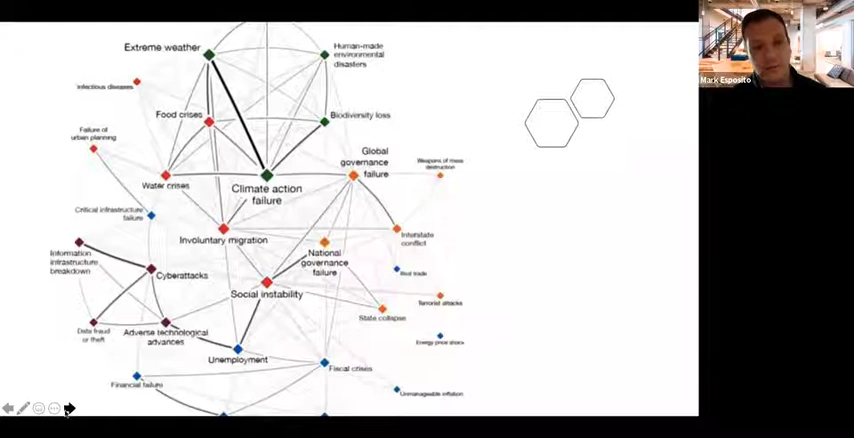 Extreme weather
Human-made
environmental
disasters
Infectious diseases
Food crises
Biodiversity loss
Failure of
urban planning
Global
governance
failure
Weapons of mass
destruction
Water crises
Climate action
failure
Critical infrastructure
failure
Involuntary migration
Interstate
conflict
Information
infrastructure
breakdown
National
governance
failure
Cyberattacks
Social instability
Terrorist attacks
State collapse
Data fraud
or theft
Adverse technological
advances
Unemployment
Energy price shock
Fiscal crises
Financial failure
Unmanageable inflation
Mark Esposito